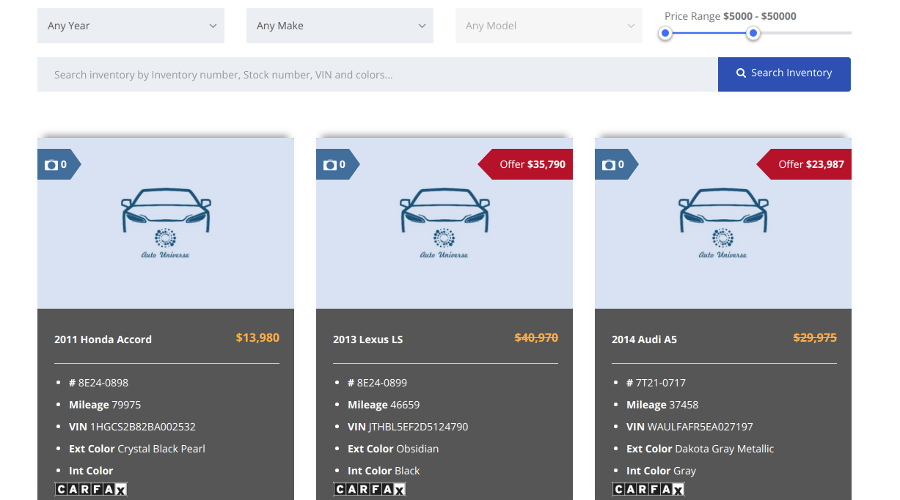 Any Year
Any Make
Any Model
Price Range $5000 - $50000
Search inventory by Inventory number, Stock number, VIN and colors...
Search Inventory
0
Auto Universe
2011 Honda Accord $13,980
# 8E24-0898
Mileage 79975
VIN 1HGCS2B82BA002532
Ext Color Crystal Black Pearl
Int Color
CARFAX
0
Offer $35,790
Auto Universe
2013 Lexus LS $40,970
# 8E24-0899
Mileage 46659
VIN JTHBL5EF2D5124790
Ext Color Obsidian
Int Color Black
CARFAX
0
Offer $23,987
Auto Universe
2014 Audi A5 $29,975
# 7T21-0717
Mileage 37458
VIN WAULFAFR5EA027197
Ext Color Dakota Gray Metallic
Int Color Gray
CARFAX